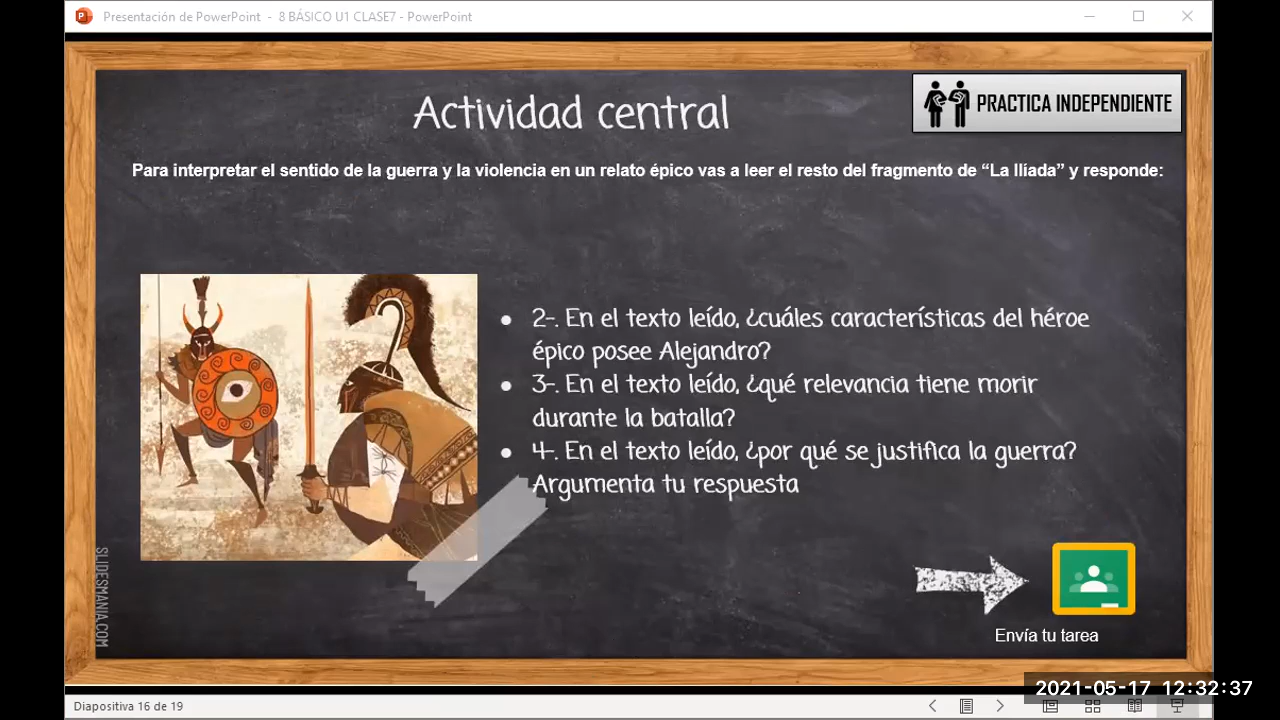 Presentación de PowerPoint - 8 BÁSICO U1 CLASE7 - PowerPoint
Actividad central
PRACTICA INDEPENDIENTE
Para interpretar el sentido de la guerra y la violencia en un relato épico vas a leer el resto del fragmento de “La Ilíada” y responde:
● 2-. En el texto leído, ¿cuáles características del héroe
épico posee Alejandro?
● 3-. En el texto leído, ¿qué relevancia tiene morir
durante la batalla?
● 4-. En el texto leído, ¿por qué se justifica la guerra?
Argumenta tu respuesta
SLIDESMANIA.COM
Envía tu tarea
2021-05-17 12:32:37
Diapositiva 16 de 19